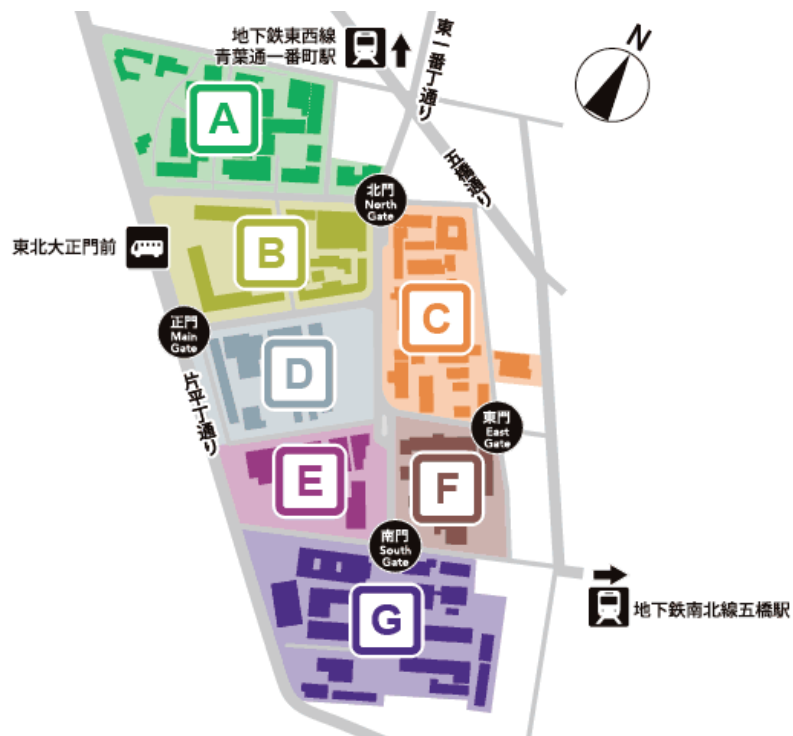 地下鉄東西線
青葉通一番町駅
東一番丁通り
N
A
五橋通り
北門
North
Gate
東北大正門前
B
C
正門
Main
Gate
D
片平丁通り
東門
East
Gate
E
F
南門
South
Gate
G
地下鉄南北線五橋駅